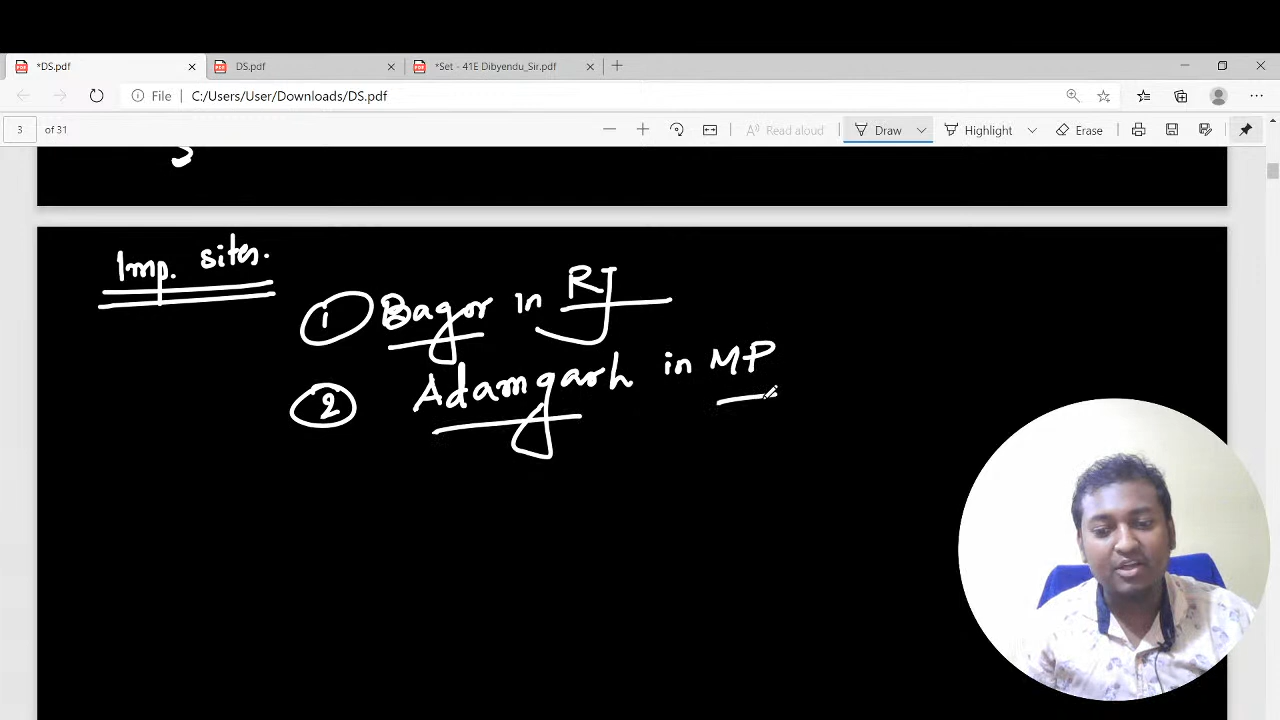 *DS.pdf
DS.pdf
*Set - 41E Dibyendu_Sir.pdf
File | C:/Users/User/Downloads/DS.pdf
3 of 31
Read aloud
Draw
Highlight
Erase
Imp. sites.
1 Bagor in RJ
2 Adamgarh in MP